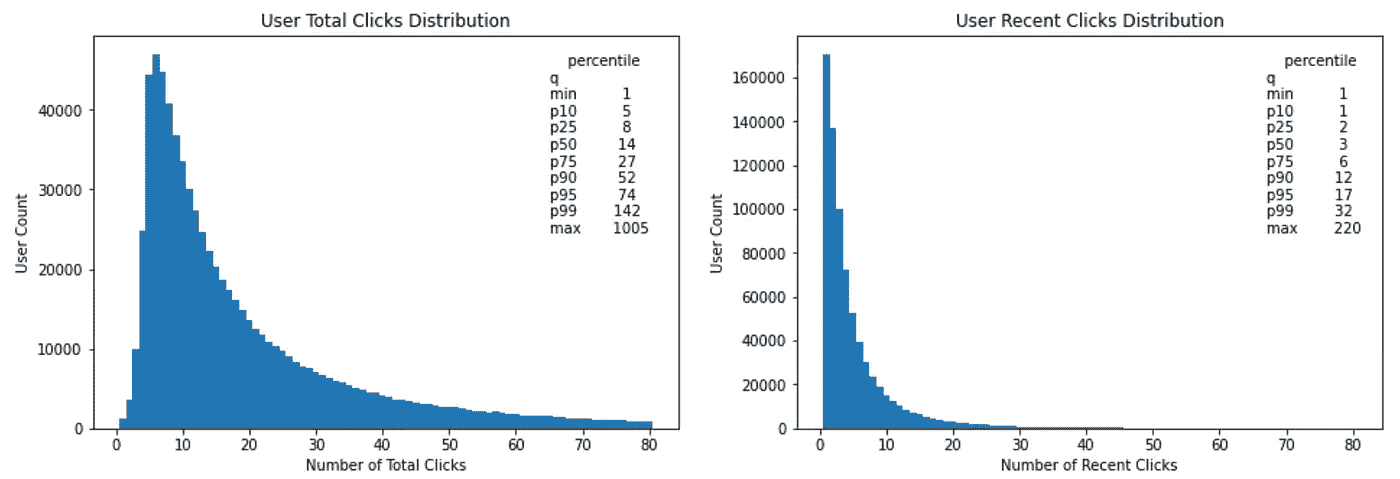 User Total Clicks Distribution
percentile
q
min 1
p10 5
p25 8
p50 14
p75 27
p90 52
p95 74
p99 142
max 1005
40000
30000
20000
10000
0
User Count
0 10 20 30 40 50 60 70 80
Number of Total Clicks
User Recent Clicks Distribution
percentile
q
min 1
p10 1
p25 2
p50 3
p75 6
p90 12
p95 17
p99 32
max 220
160000
140000
120000
100000
80000
60000
40000
20000
0
User Count
0 10 20 30 40 50 60 70 80
Number of Recent Clicks